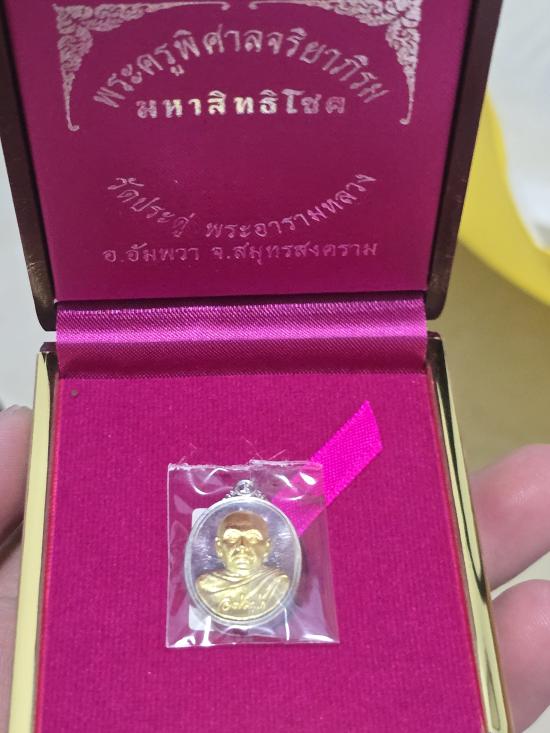 พระครูพิศาลจริยาภิรม
มหาสิทธิโชค
วัดประดู่ พระอารามหลวง
อ.อัมพวา จ.สมุทรสงคราม